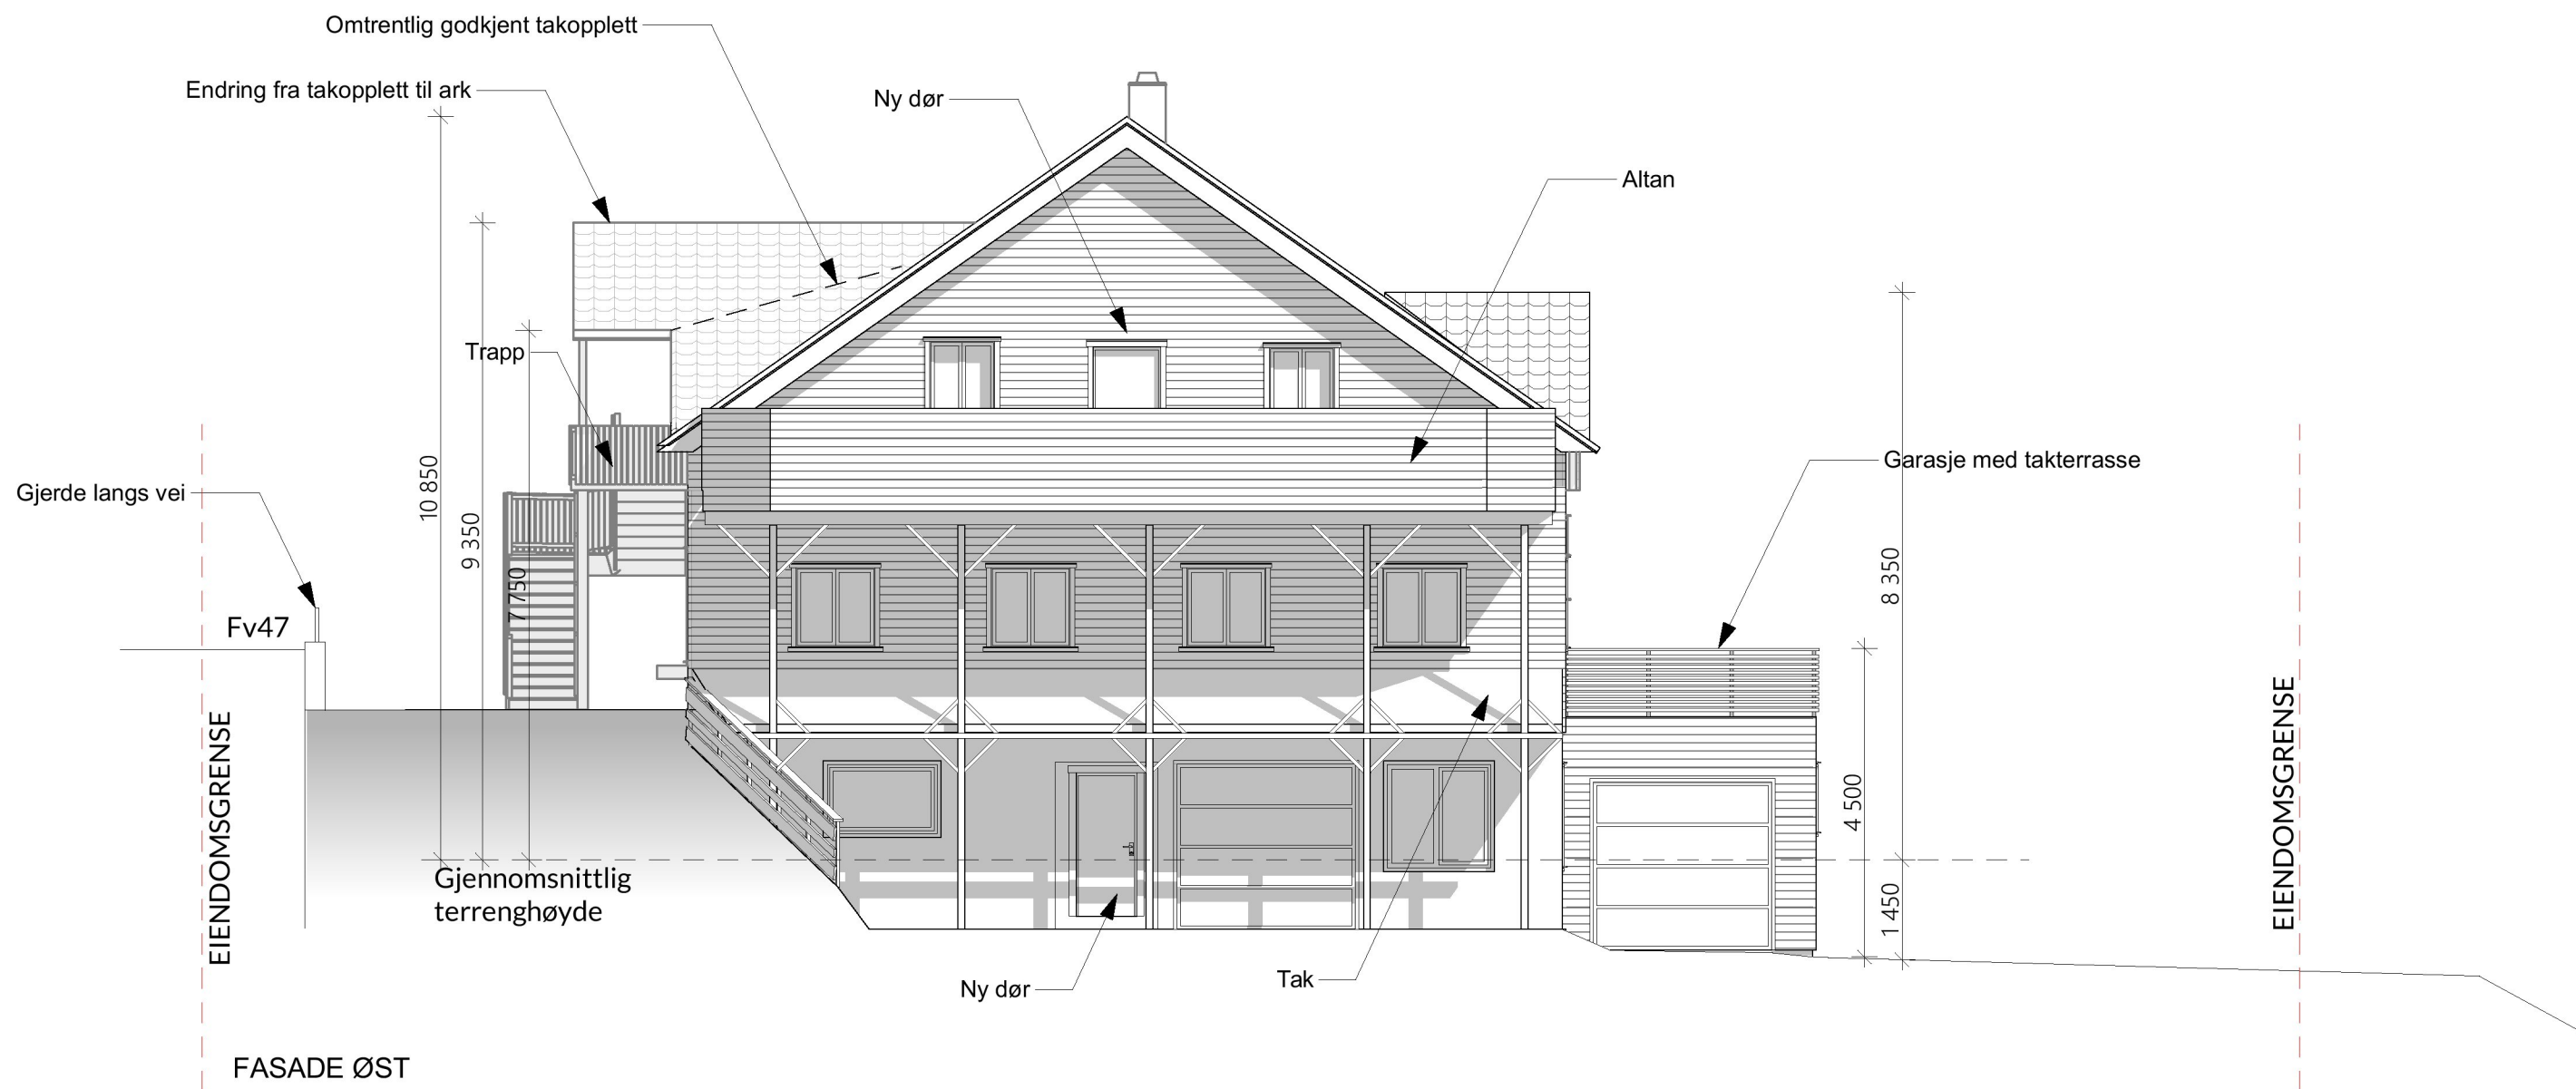 Omtrentlig godkjent takopplett
Endring fra takopplett til ark
Ny dør
Altan
Trapp
Garasje med takterrasse
Gjerde langs vei
10 850
9 350
7 750
8 350
Fv47
EIENDOMSGRENSE
EIENDOMSGRENSE
4 500
1 450
Gjennomsnittlig
terrenghøyde
Ny dør
Tak
FASADE ØST